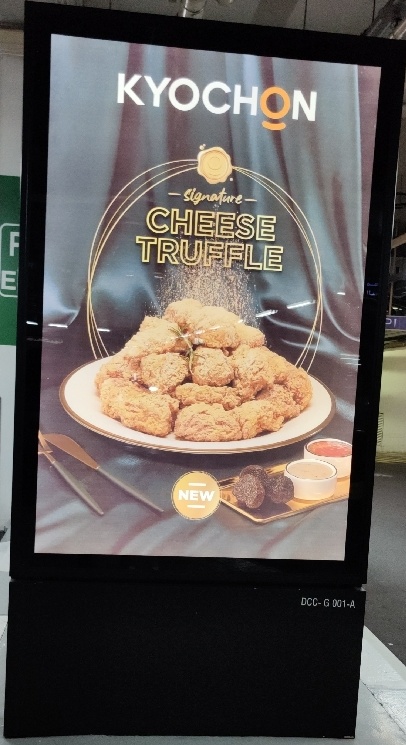 KYOCHON
signature
CHEESE
TRUFFLE
NEW
DCC- G 001-A